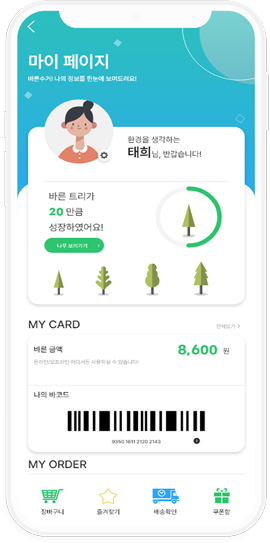 마이 페이지
바른수거! 나의 정보를 한눈에 보여드려요!
환경을 생각하는
태희님, 반갑습니다!
바른 트리가
20 만큼
성장하였어요!
나무 보러가기 >
MY CARD
전체보기 >
바른 금액
8,600 원
온라인/오프라인 어디서든 사용하실 수 있습니다!
나의 바코드
9350 1611 2120 2143
MY ORDER
장바구니
즐겨찾기
배송확인
쿠폰함